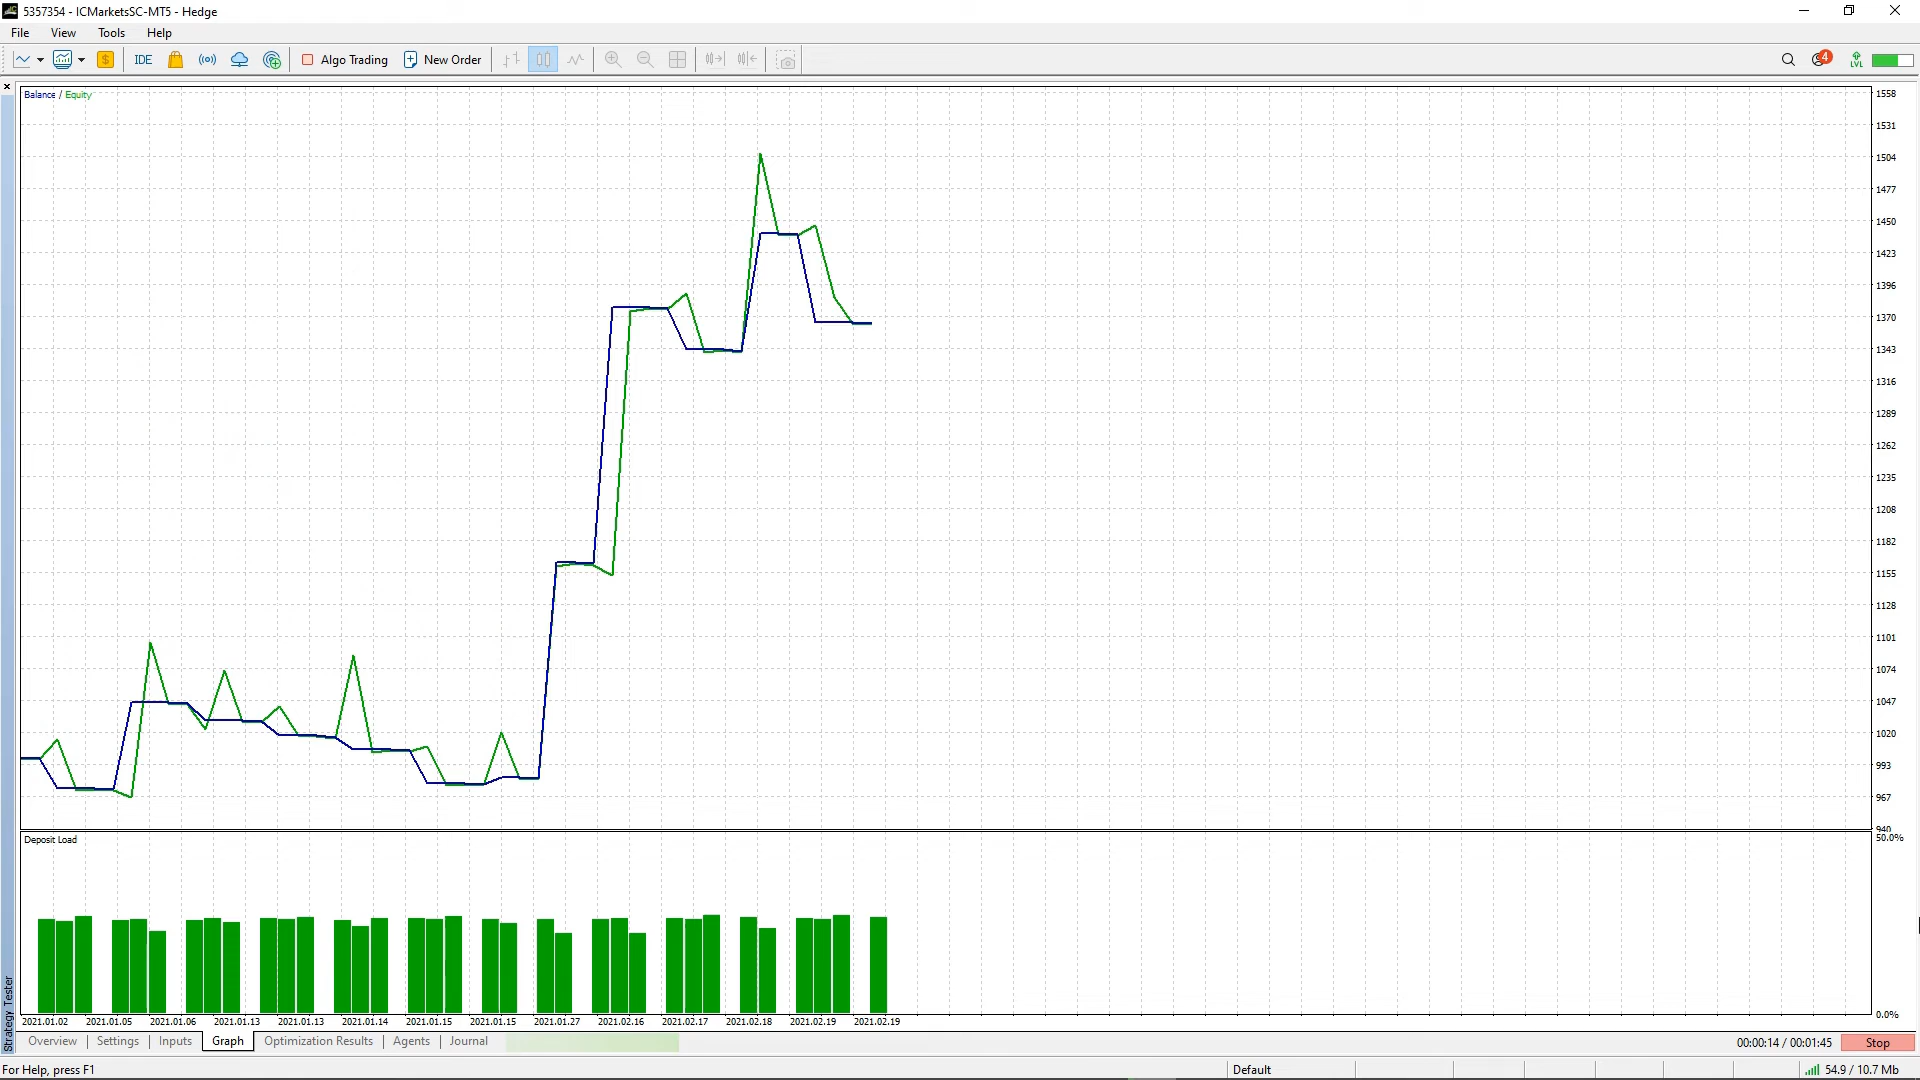 5357354 - ICMarketsSC-MT5 - Hedge
File View Tools Help
$ IDE Algo Trading New Order 4 LVL
Balance / Equity
1558
1531
1504
1477
1450
1423
1396
1370
1343
1316
1289
1262
1235
1208
1182
1155
1128
1101
1074
1047
1020
993
967
940
Deposit Load
50.0%
0.0%
2021.01.02 2021.01.05 2021.01.06 2021.01.13 2021.01.13 2021.01.14 2021.01.15 2021.01.15 2021.01.27 2021.02.16 2021.02.17 2021.02.18 2021.02.19 2021.02.19
Strategy Tester
Overview Settings Inputs Graph Optimization Results Agents Journal 00:00:14 / 00:01:45 Stop
For Help, press F1 Default 54.9 / 10.7 Mb